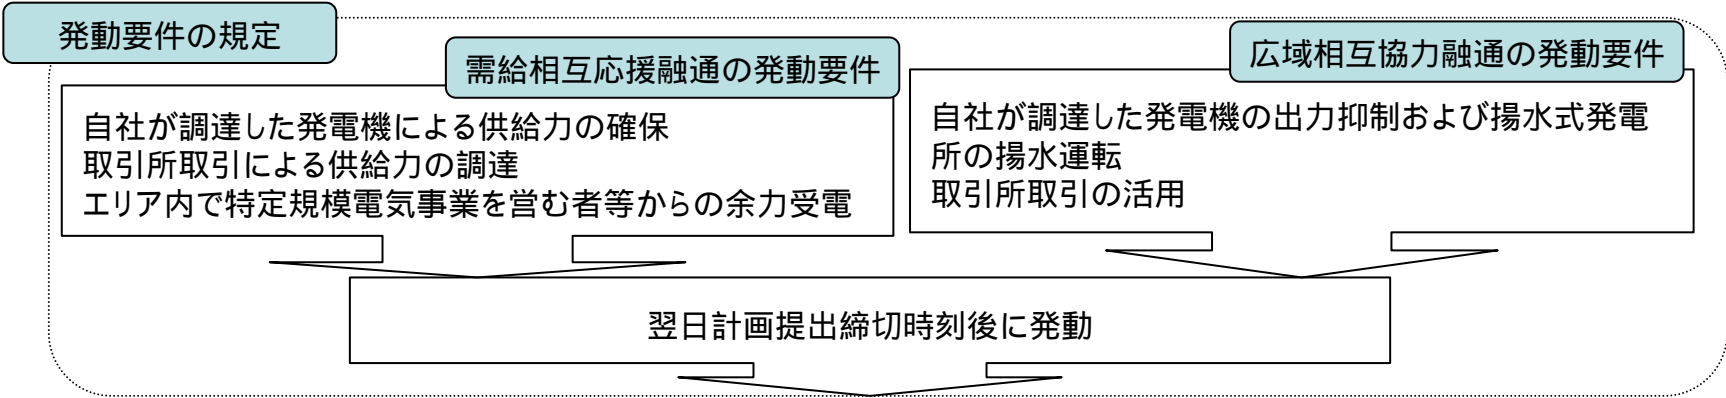 発動要件の規定
需給相互応援融通の発動要件
自社が調達した発電機による供給力の確保
取引所取引による供給力の調達
エリア内で特定規模電気事業を営む者等からの余力受電
広域相互協力融通の発動要件
自社が調達した発電機の出力抑制および揚水式発電
所の揚水運転
取引所取引の活用
翌日計画提出締切時刻後に発動